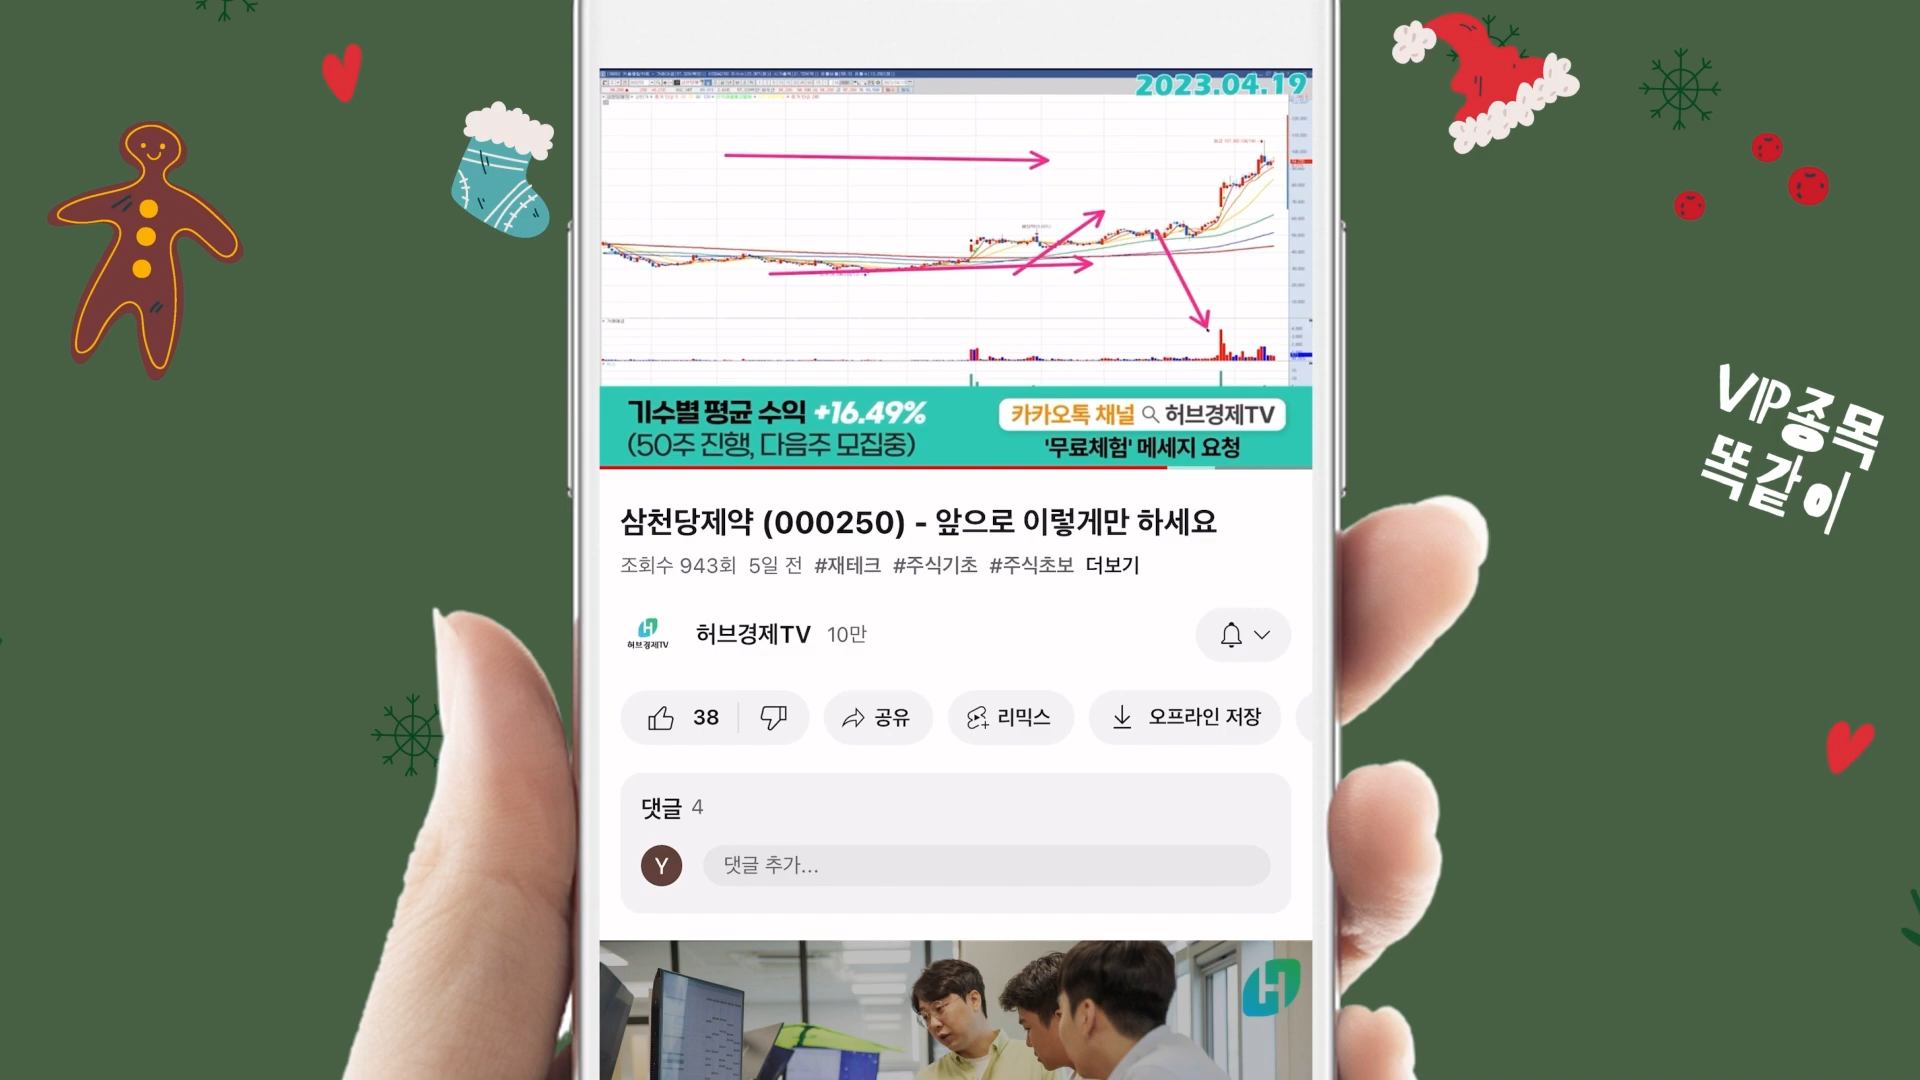 2023.04.19
기수별 평균 수익 +16.49%
(50주 진행, 다음주 모집중)
카카오톡 채널 허브경제TV
'무료체험' 메세지 요청
VIP종목
똑같이
삼천당제약 (000250) - 앞으로 이렇게만 하세요
조회수 943회 5일 전 #재테크 #주식기초 #주식초보 더보기
허브경제TV
허브경제TV 10만
38
공유
리믹스
오프라인 저장
댓글 4
Y
댓글 추가...